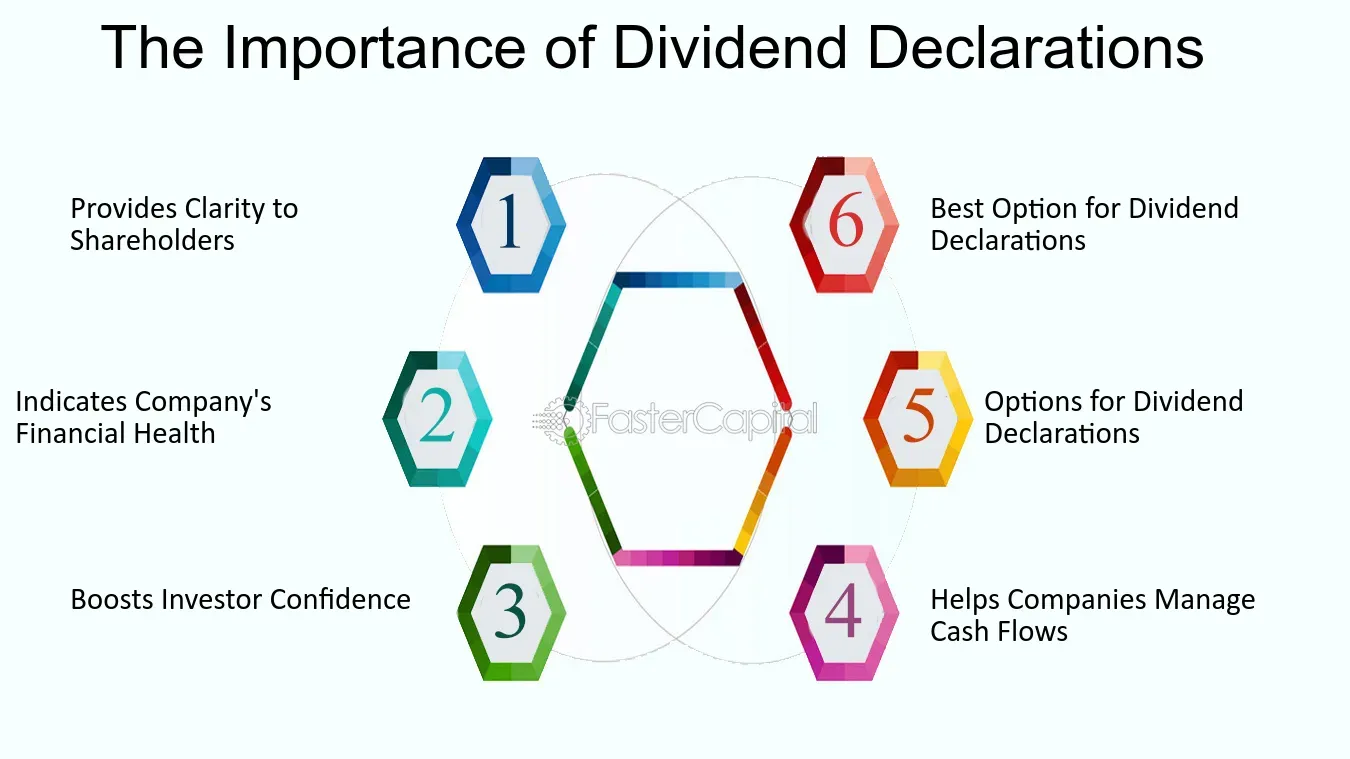 The Importance of Dividend Declarations
1
Provides Clarity to
Shareholders
2
Indicates Company's
Financial Health
3
Boosts Investor Confidence
6
Best Option for Dividend
Declarations
5
Options for Dividend
Declarations
4
Helps Companies Manage
Cash Flows
FasterCapital